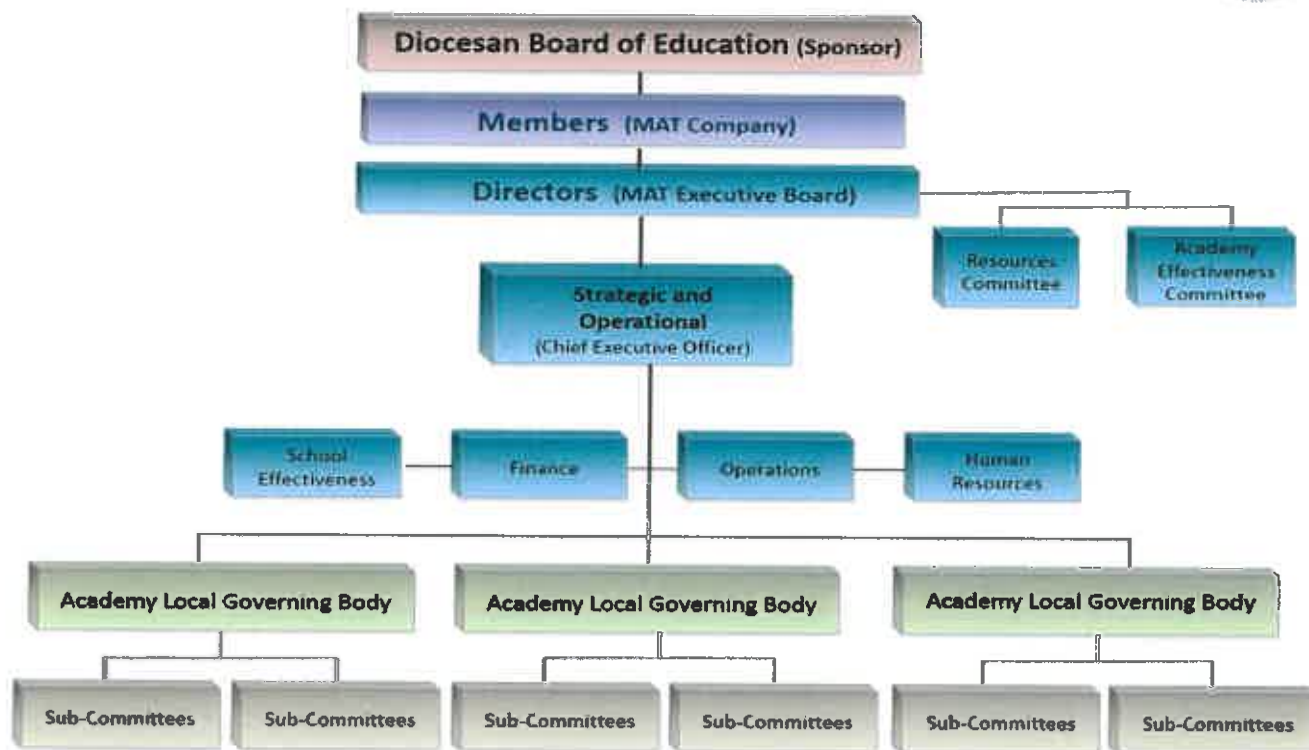 Diocesan Board of Education (Sponsor)
Members (MAT Company)
Directors (MAT Executive Board)
Resources
Committee
Academy
Effectiveness
Committee
Strategic and
Operational
(Chief Executive Officer)
School
Effectiveness
Finance
Operations
Human
Resources
Academy Local Governing Body
Academy Local Governing Body
Academy Local Governing Body
Sub-Committees
Sub-Committees
Sub-Committees
Sub-Committees
Sub-Committees
Sub-Committees